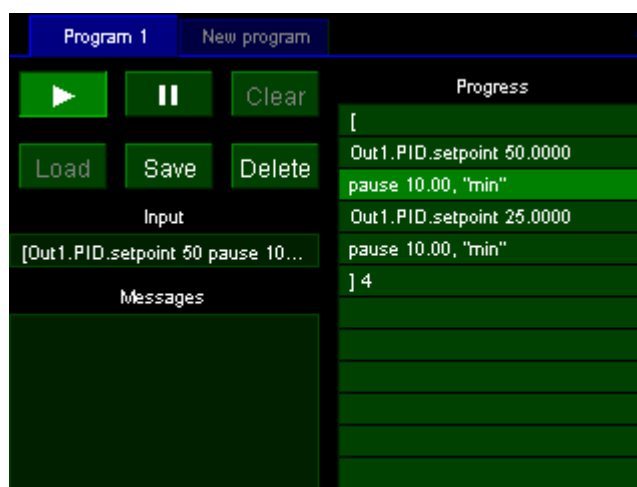 Program 1 New program
Clear
Load Save Delete
Input
[Out1.PID.setpoint 50 pause 10...
Messages
Progress
[
Out1.PID.setpoint 50.0000
pause 10.00, "min"
Out1.PID.setpoint 25.0000
pause 10.00, "min"
] 4